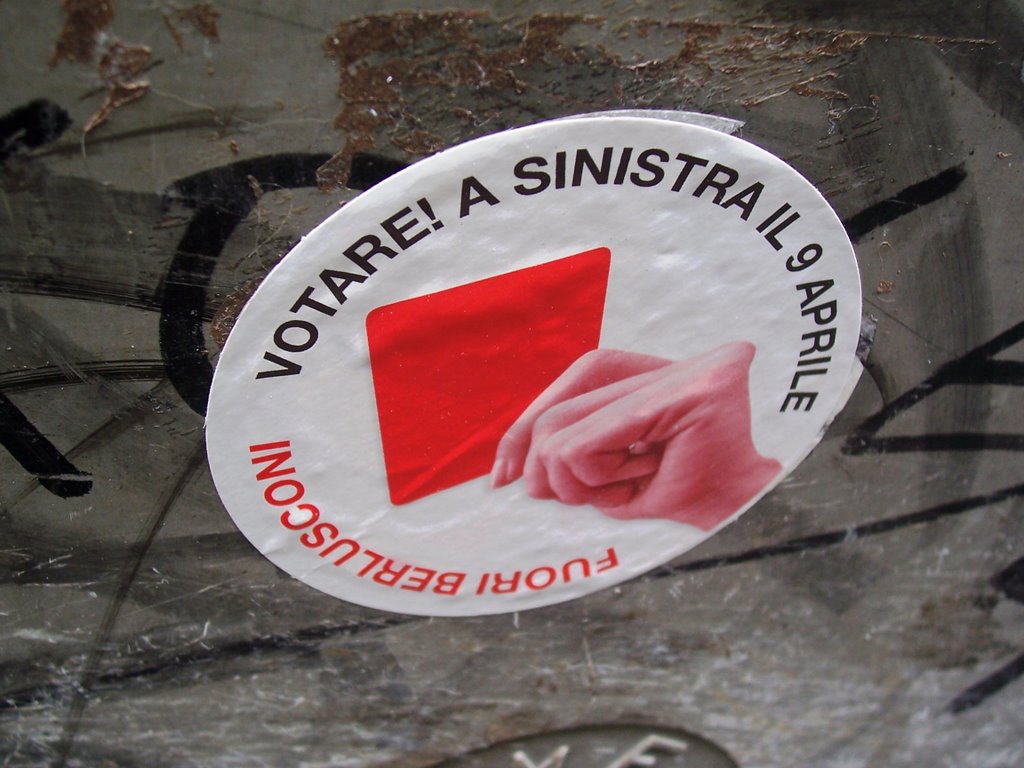 VOTARE! A SINISTRA IL 9 APRILE
FUORI BERLUSCONI